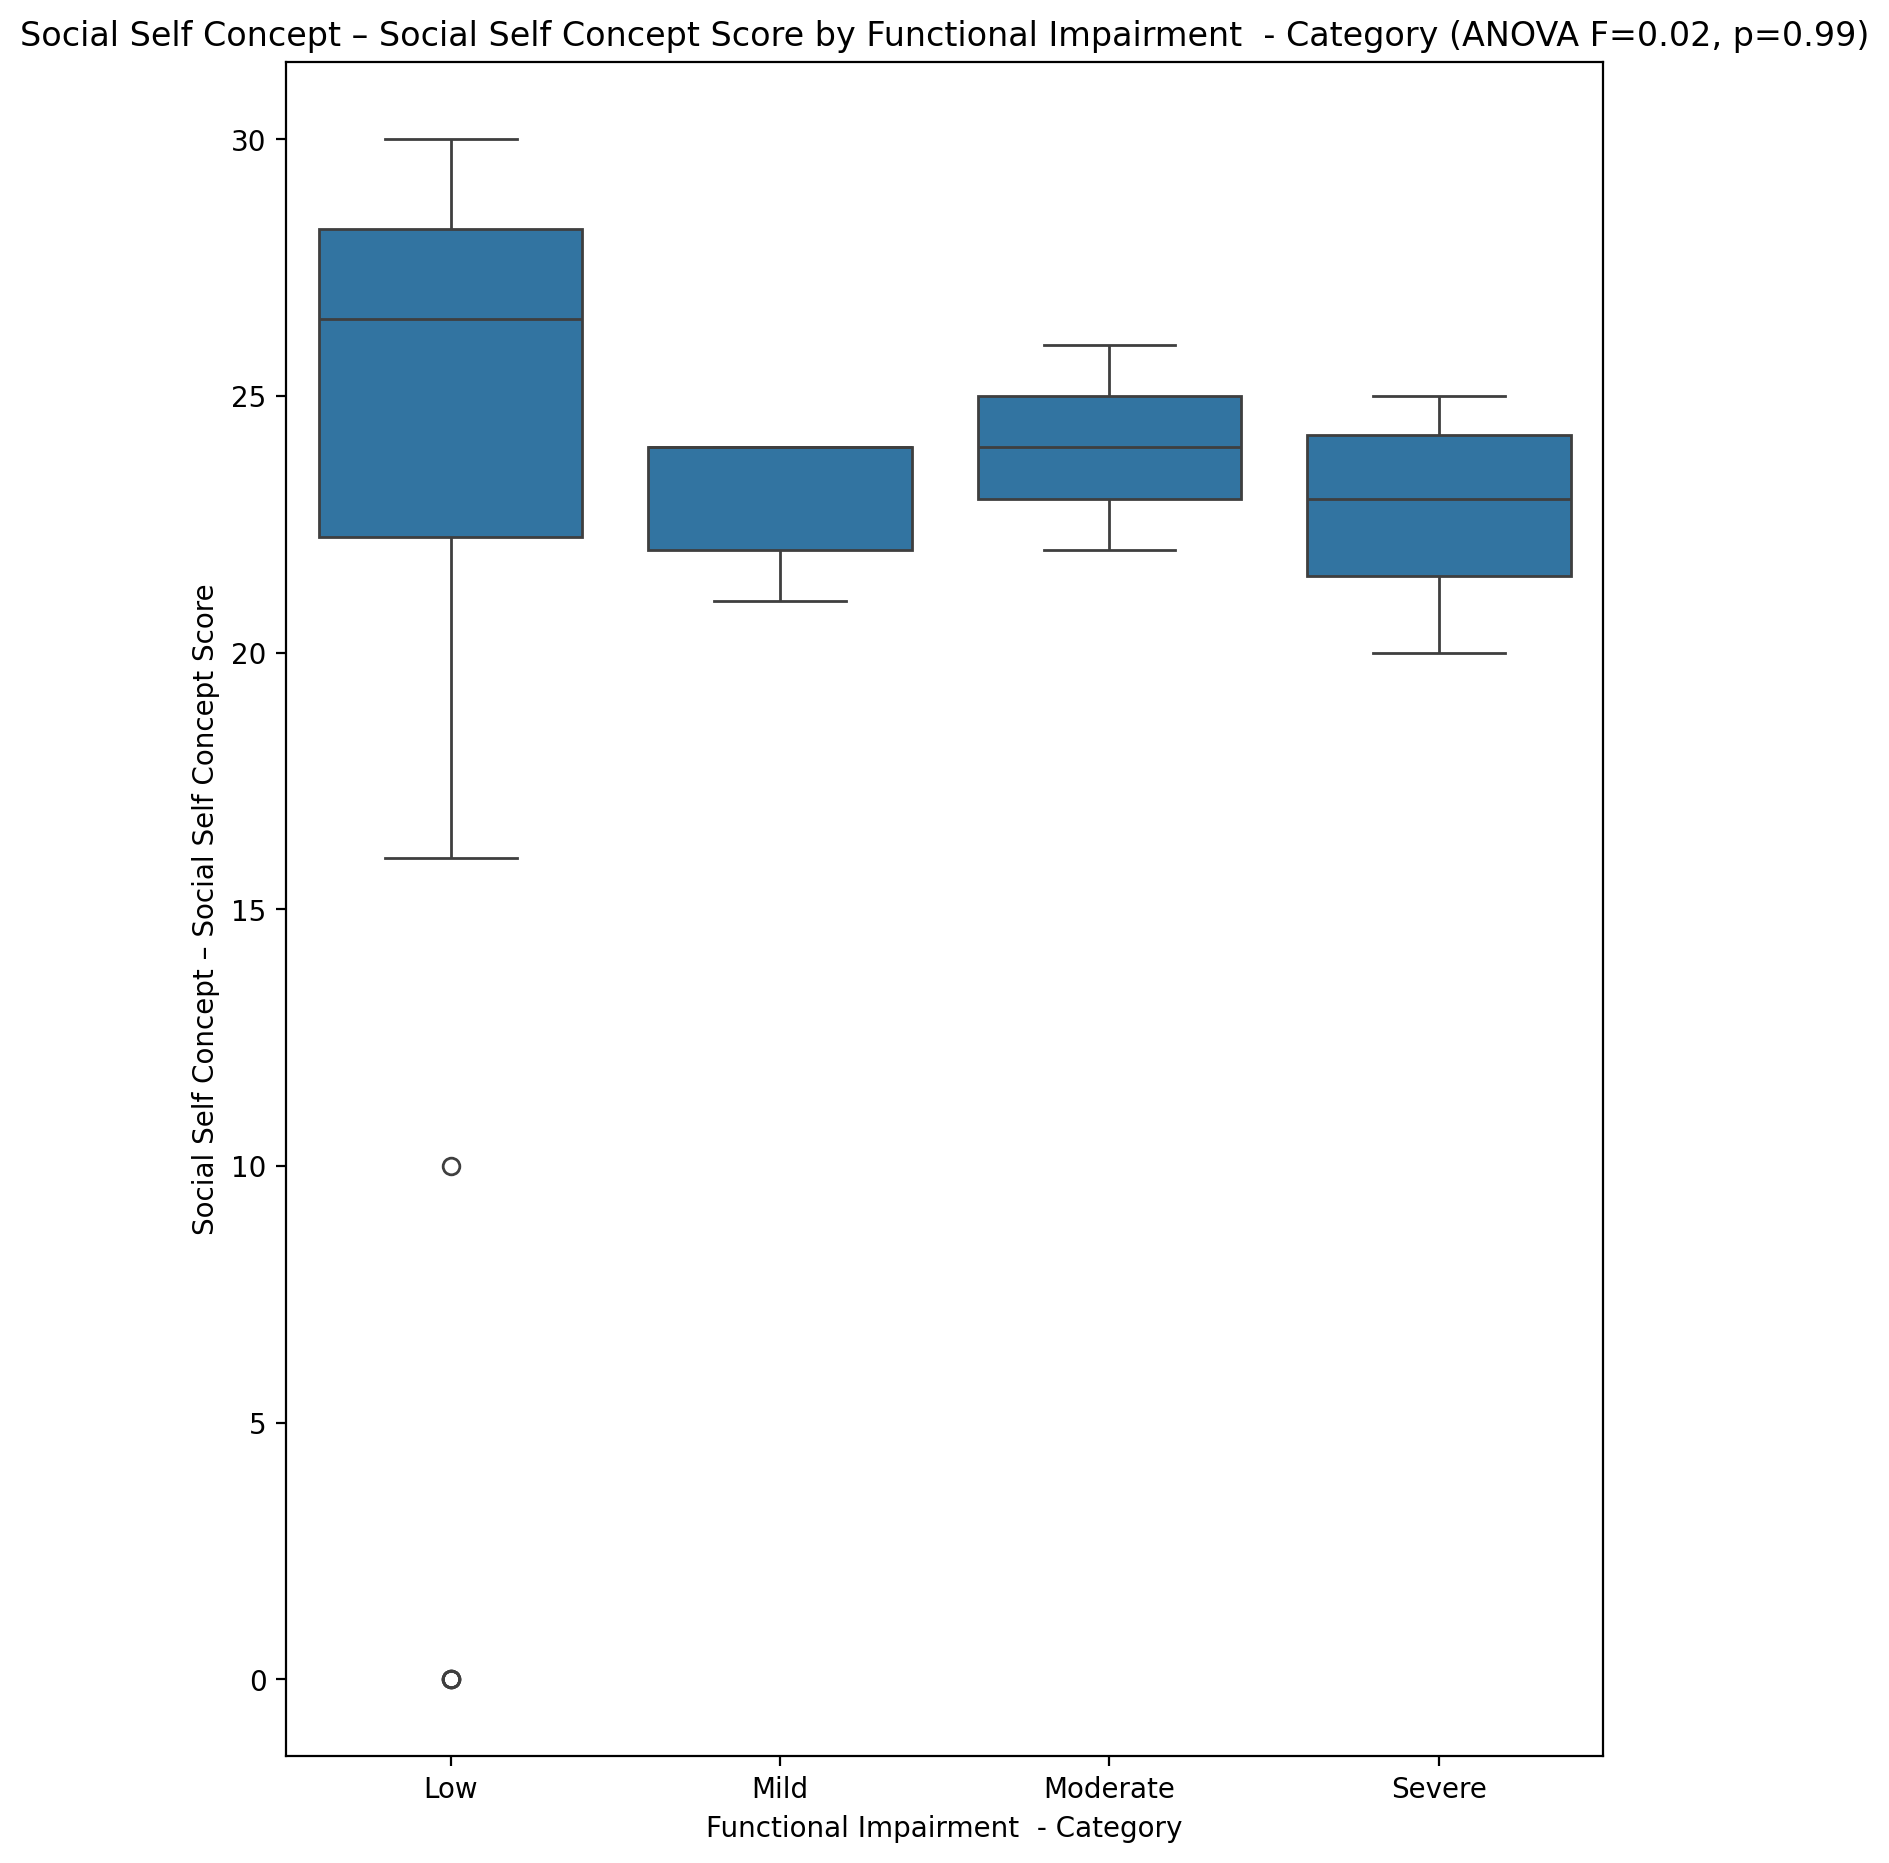 Social Self Concept – Social Self Concept Score by Functional Impairment  - Category (ANOVA F=0.02, p=0.99)
Social Self Concept – Social Self Concept Score
30
25
20
15
10
5
0
Low
Mild
Moderate
Severe
Functional Impairment  - Category